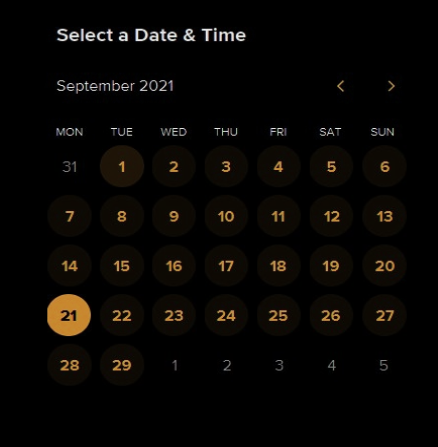 Select a Date & Time
September 2021
MON TUE WED THU FRI SAT SUN
31 1 2 3 4 5 6
7 8 9 10 11 12 13
14 15 16 17 18 19 20
21 22 23 24 25 26 27
28 29 1 2 3 4 5